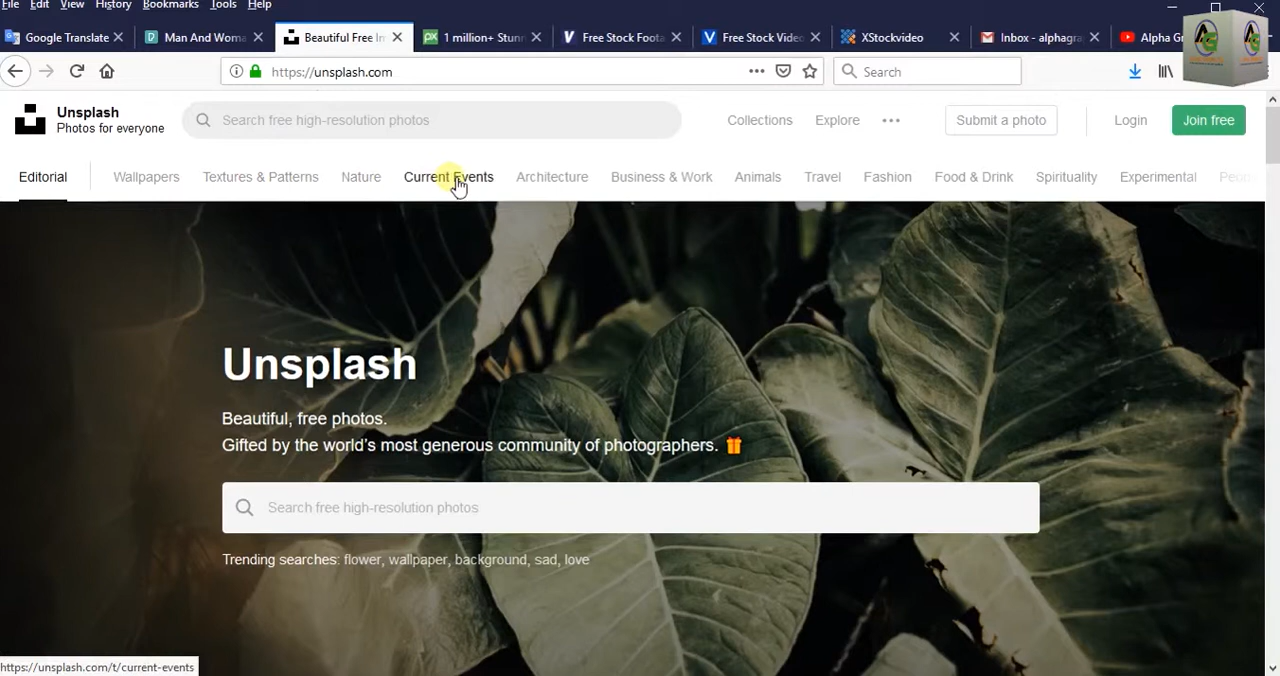 File Edit View History Bookmarks Tools Help
Google Translate Man And Wom Beautiful Free Im 1 million+ Stunn Free Stock Foota Free Stock Video XStockvideo Inbox - alphagra Alpha Gr
https://unsplash.com Search
Unsplash
Photos for everyone
Search free high-resolution photos Collections Explore Submit a photo Login Join free
Editorial Wallpapers Textures & Patterns Nature Current Events Architecture Business & Work Animals Travel Fashion Food & Drink Spirituality Experimental Peop
Unsplash
Beautiful, free photos.
Gifted by the world's most generous community of photographers.
Search free high-resolution photos
Trending searches: flower, wallpaper, background, sad, love
https://unsplash.com/t/current-events